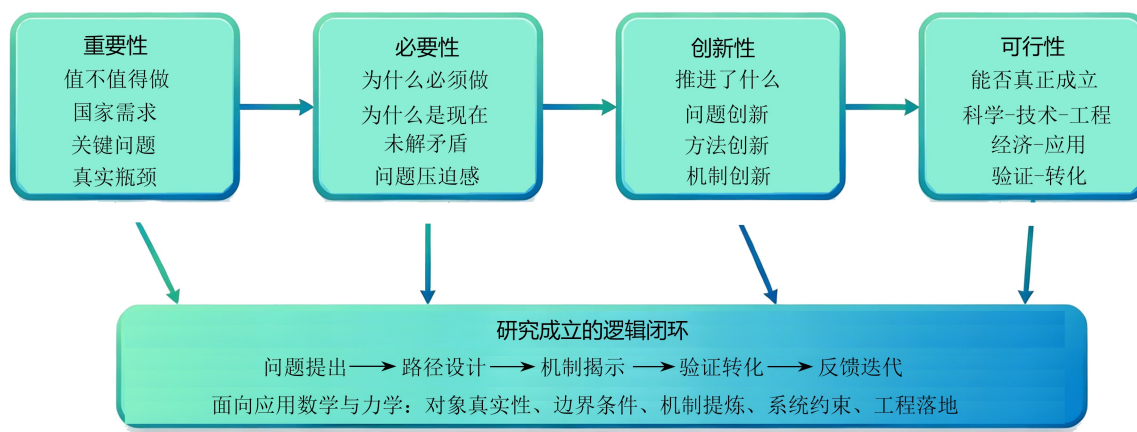 重要性
值不值得做
国家需求
关键问题
真实瓶颈
必要性
为什么必须做
为什么是现在
未解矛盾
问题压迫感
创新性
推进了什么
问题创新
方法创新
机制创新
可行性
能否真正成立
科学-技术-工程
经济-应用
验证-转化
研究成立的逻辑闭环
问题提出→路径设计→机制揭示→验证转化→反馈迭代
面向应用数学与力学：对象真实性、边界条件、机制提炼、系统约束、工程落地